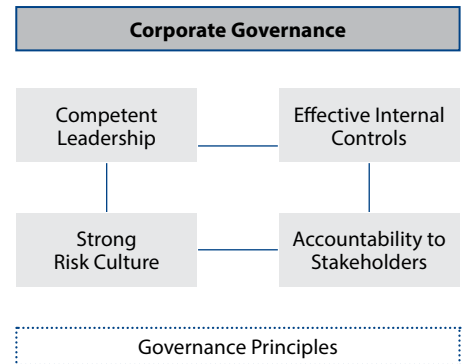 Corporate Governance
Competent
Leadership
Effective Internal
Controls
Strong
Risk Culture
Accountability to
Stakeholders
Governance Principles